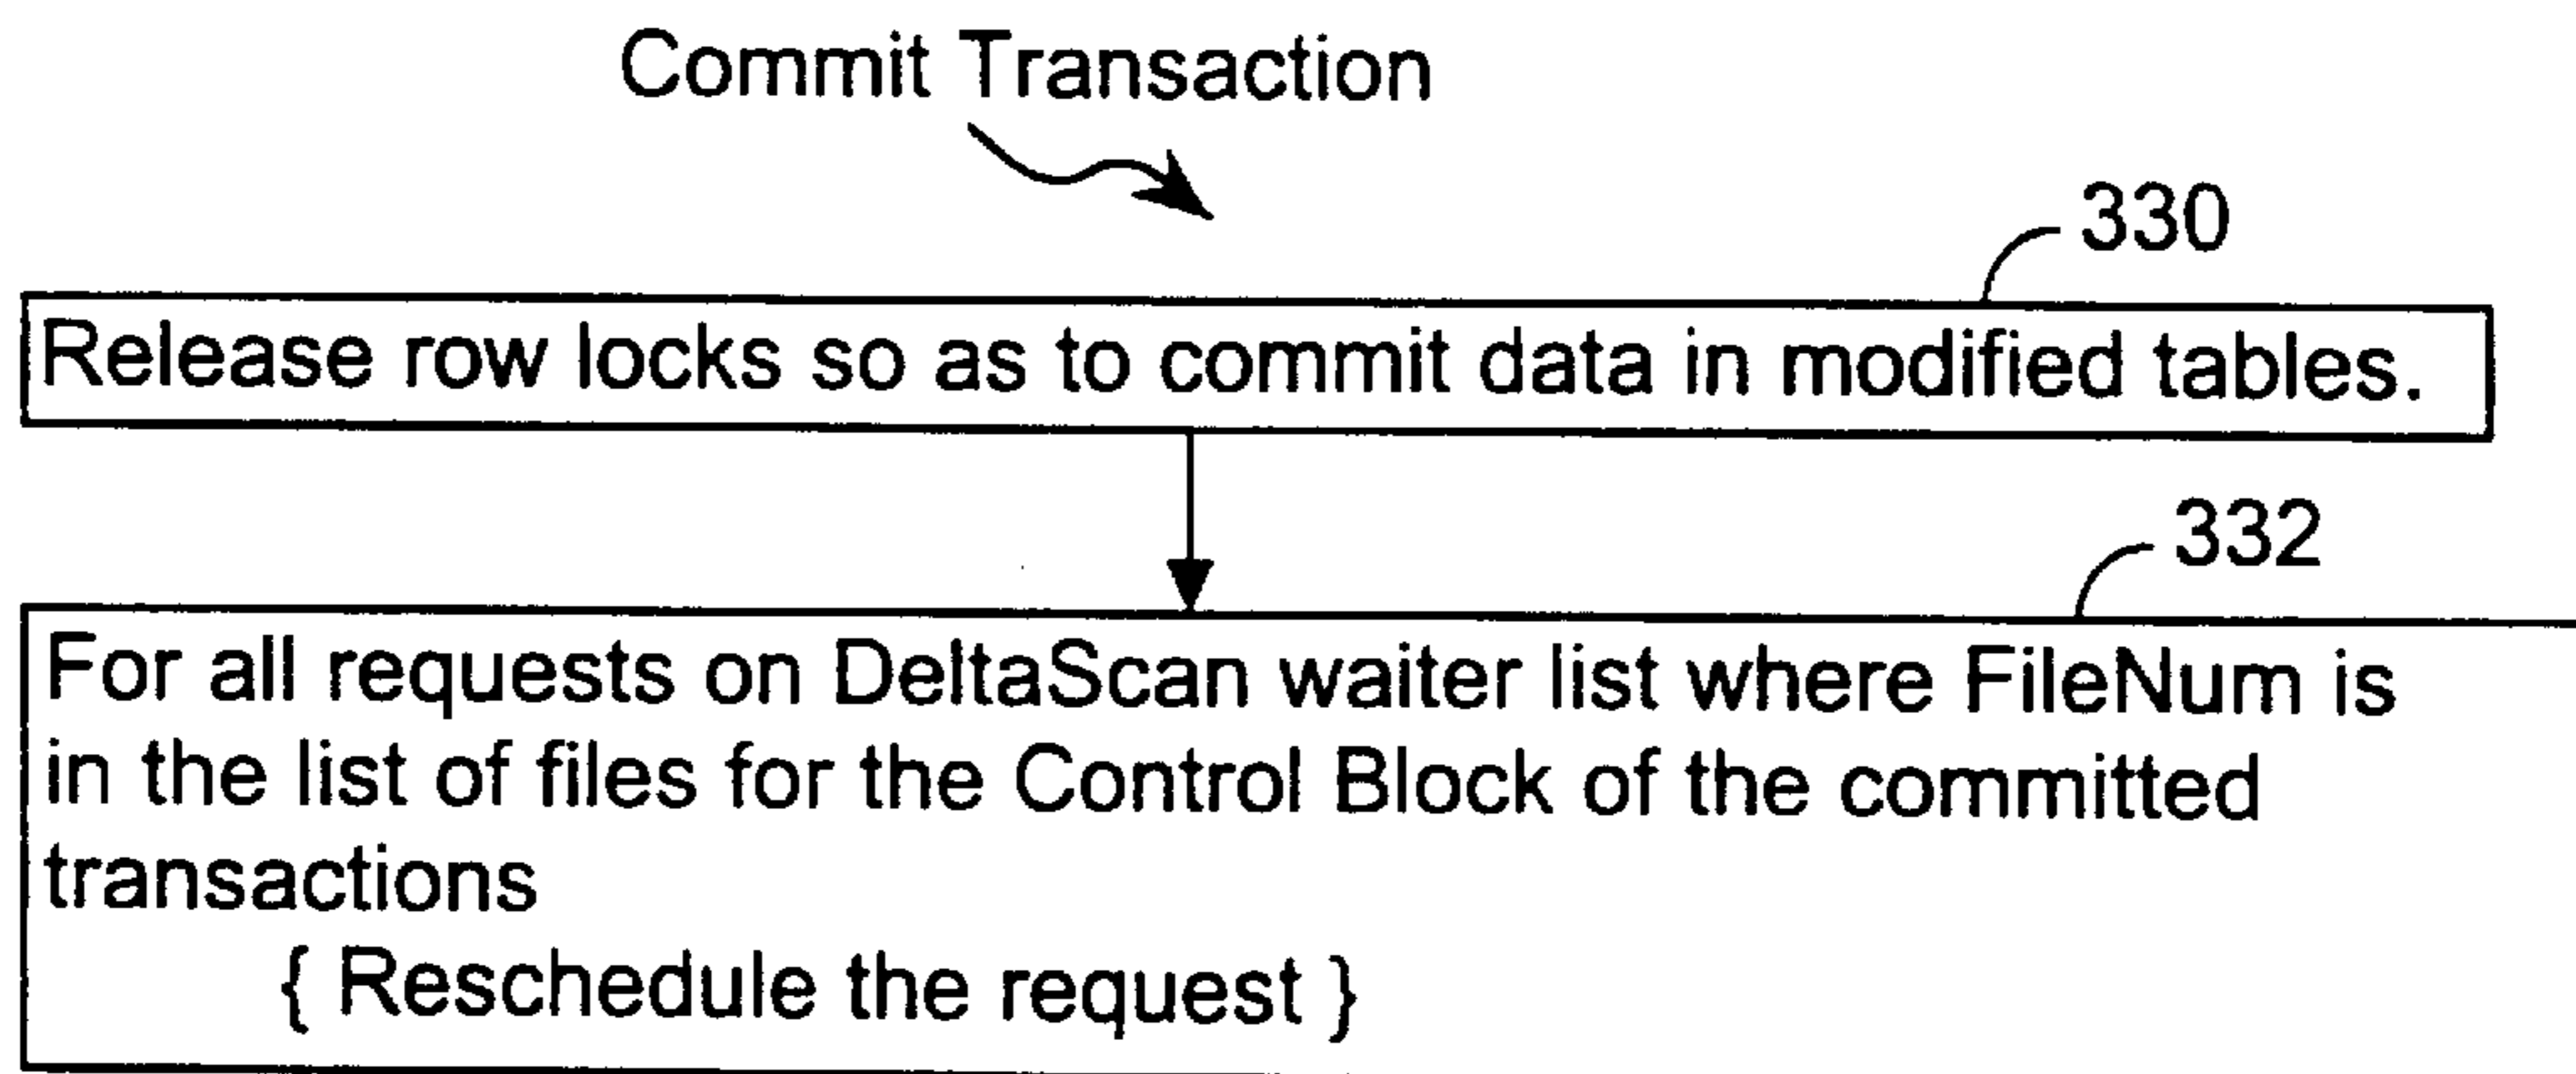 Commit Transaction
330
Release row locks so as to commit data in modified tables.
332
For all requests on DeltaScan waiter list where FileNum is
in the list of files for the Control Block of the committed
transactions
{ Reschedule the request }